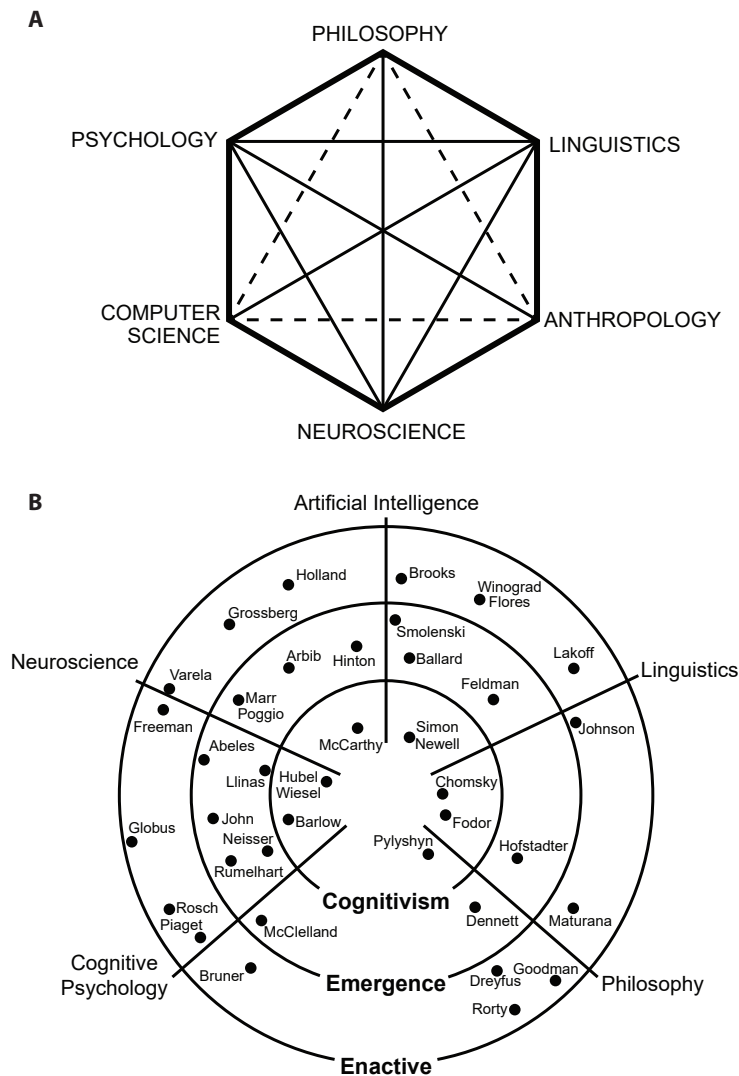 A
PHILOSOPHY
PSYCHOLOGY
LINGUISTICS
COMPUTER
SCIENCE
ANTHROPOLOGY
NEUROSCIENCE
B
Artificial Intelligence
Holland
Brooks
Winograd
Flores
Grossberg
Smolenski
Arbib
Hinton
Ballard
Lakoff
Neuroscience
Linguistics
Varela
Feldman
Marr
Poggio
Freeman
Johnson
Simon
Newell
McCarthy
Abeles
Llinas
Hubel
Wiesel
Chomsky
John
Barlow
Fodor
Globus
Neisser
Pylyshyn
Hofstadter
Rumelhart
Cognitivism
Rosch
Piaget
McClelland
Dennett
Maturana
Cognitive
Psychology
Bruner
Emergence
Dreyfus
Goodman
Philosophy
Rorty
Enactive